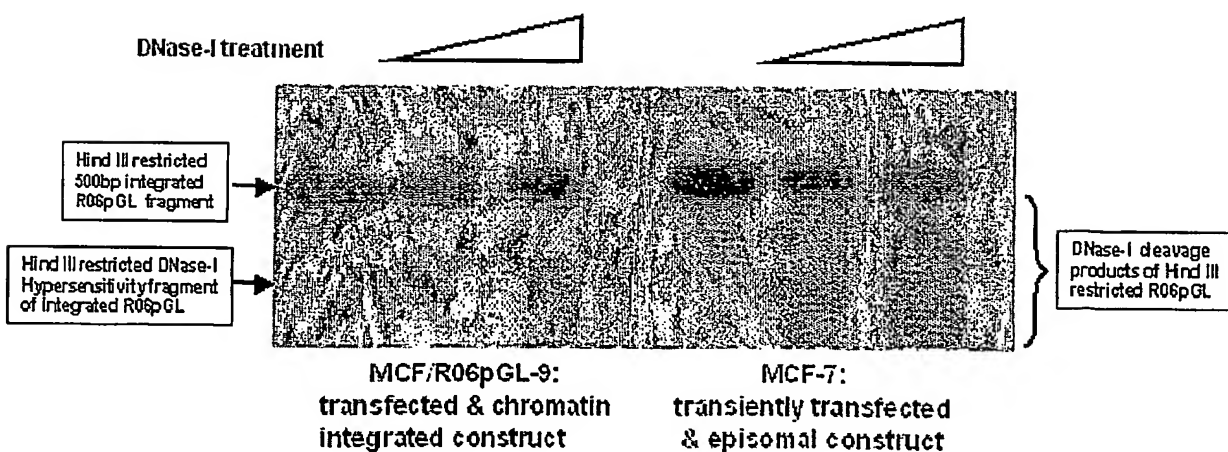 DNase-I treatment
Hind III restricted
500bp integrated
R06pGL fragment
Hind III restricted DNase-I
Hypersensitivity fragment
of integrated R06pGL
DNase-I cleavage
products of Hind III
restricted R06pGL
MCF/R06pGL-9:
transfected & chromatin
integrated construct
MCF-7:
transiently transfected
& episomal construct